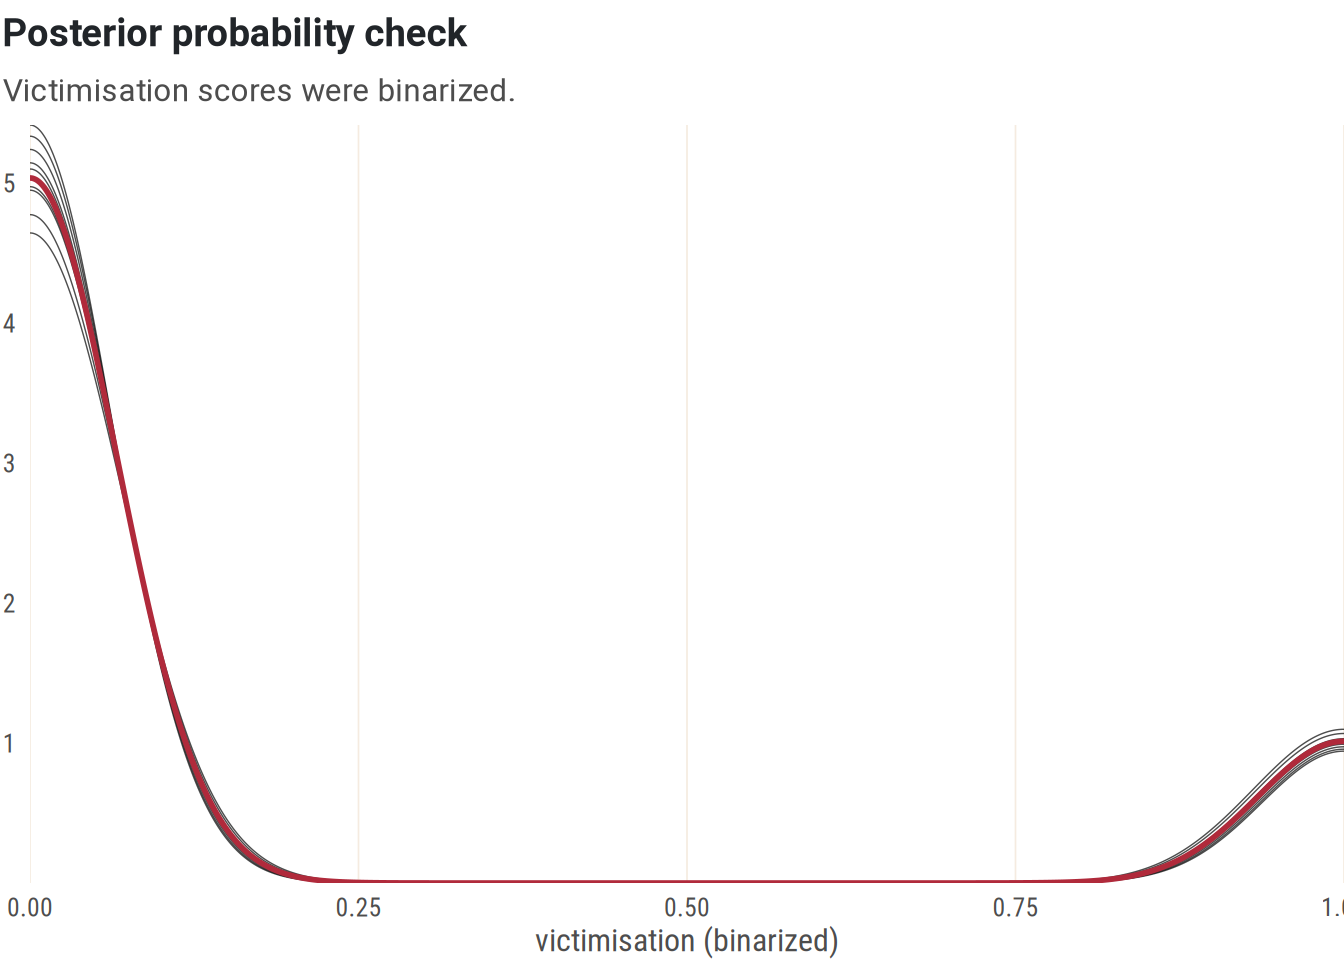 Posterior probability check
Victimisation scores were binarized.
5
4
3
2
1
0.00 0.25 0.50 0.75
victimisation (binarized)